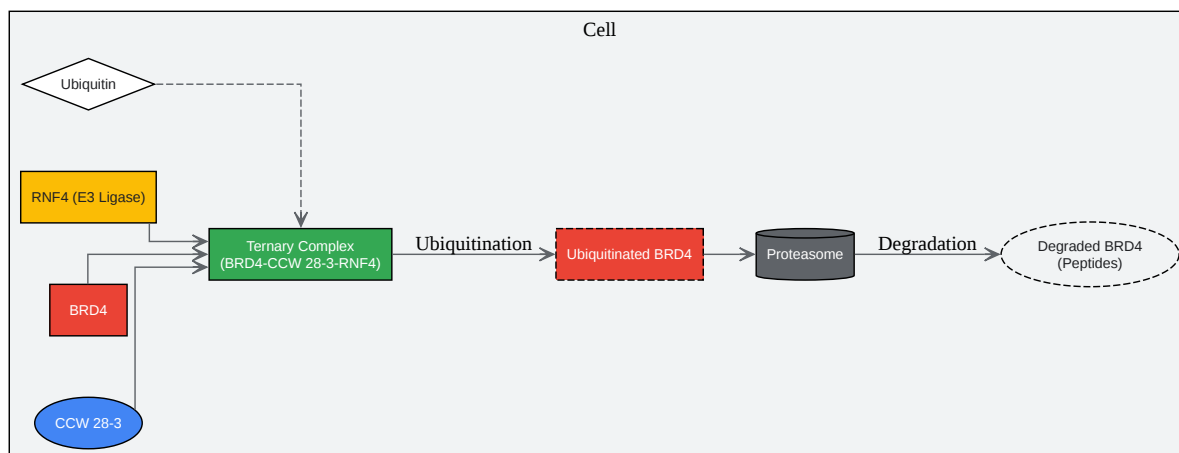 Cell
Ubiquitin
RNF4 (E3 Ligase)
Ternary Complex
(BRD4-CCW 28-3-RNF4)
Ubiquitination
Ubiquitinated BRD4
Proteasome
Degradation
Degraded BRD4
(Peptides)
BRD4
CCW 28-3